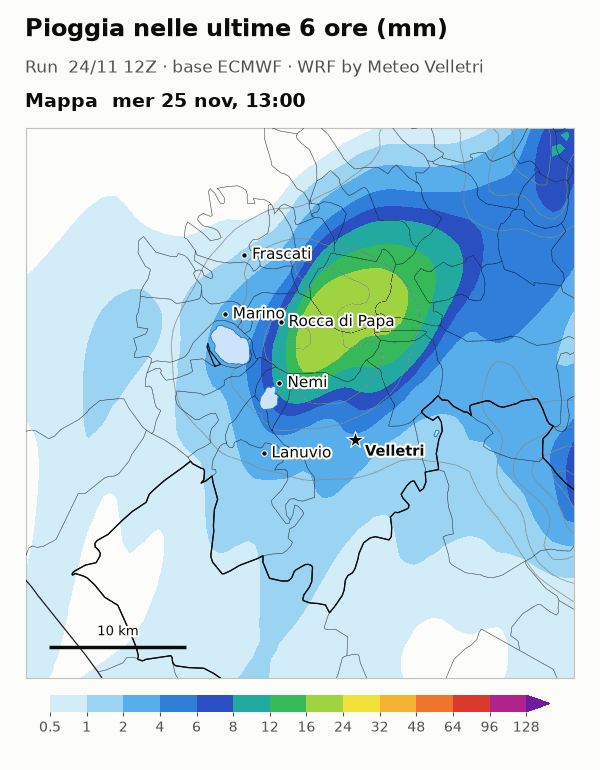 Pioggia nelle ultime 6 ore (mm)
Run  24/11 12Z · base ECMWF · WRF by Meteo Velletri
Mappa  mer 25 nov, 13:00
Frascati
Marino
Rocca di Papa
Nemi
Velletri
Lanuvio
10 km
0.5 1 2 4 6 8 12 16 24 32 48 64 96 128